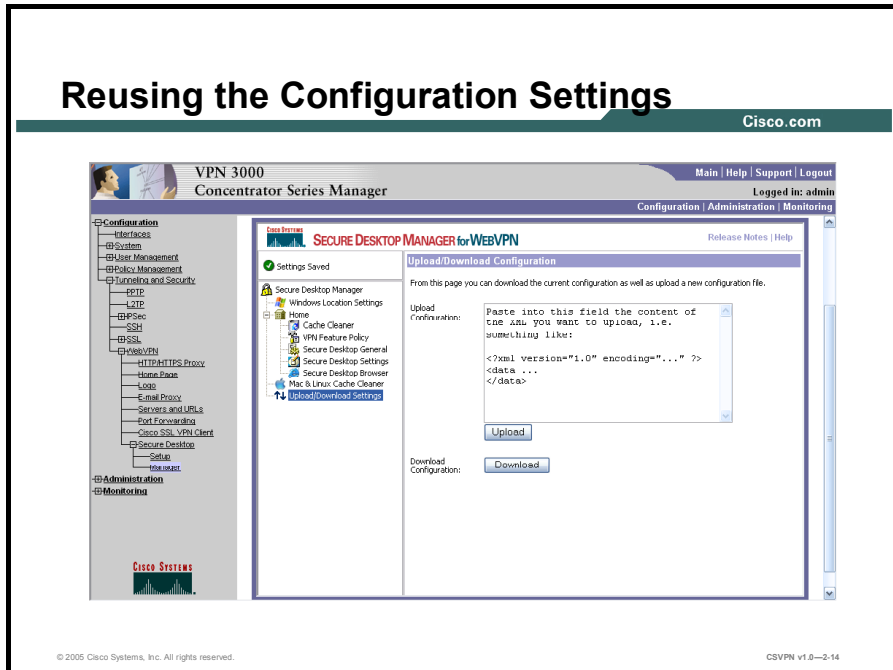 Reusing the Configuration Settings
Cisco.com
VPN 3000
Concentrator Series Manager
Main | Help | Support | Logout
Logged in: admin
Configuration | Administration | Monitoring
Configuration
Interfaces
System
User Management
Policy Management
Tunneling and Security
PPTP
L2TP
IPSec
SSH
SSL
WebVPN
HTTP/HTTPS Proxy
Home Page
Logo
E-mail Proxy
Servers and URLs
Port Forwarding
Cisco SSL VPN Client
Secure Desktop
Setup
Manager
Administration
Monitoring
CISCO SYSTEMS
CISCO SYSTEMS
SECURE DESKTOP MANAGER for WEBVPN
Release Notes | Help
Settings Saved
Secure Desktop Manager
Windows Location Settings
Home
Cache Cleaner
VPN Feature Policy
Secure Desktop General
Secure Desktop Settings
Secure Desktop Browser
Mac & Linux Cache Cleaner
Upload/Download Settings
Upload/Download Configuration
From this page you can download the current configuration as well as upload a new configuration file.
Upload
Configuration:
Paste into this field the content of
the XML you want to upload, i.e.
something like:
<?xml version="1.0" encoding="..." ?>
<data ...
</data>
Upload
Download
Configuration:
Download
© 2005 Cisco Systems, Inc. All rights reserved.
CSVPN v1.0—2-14